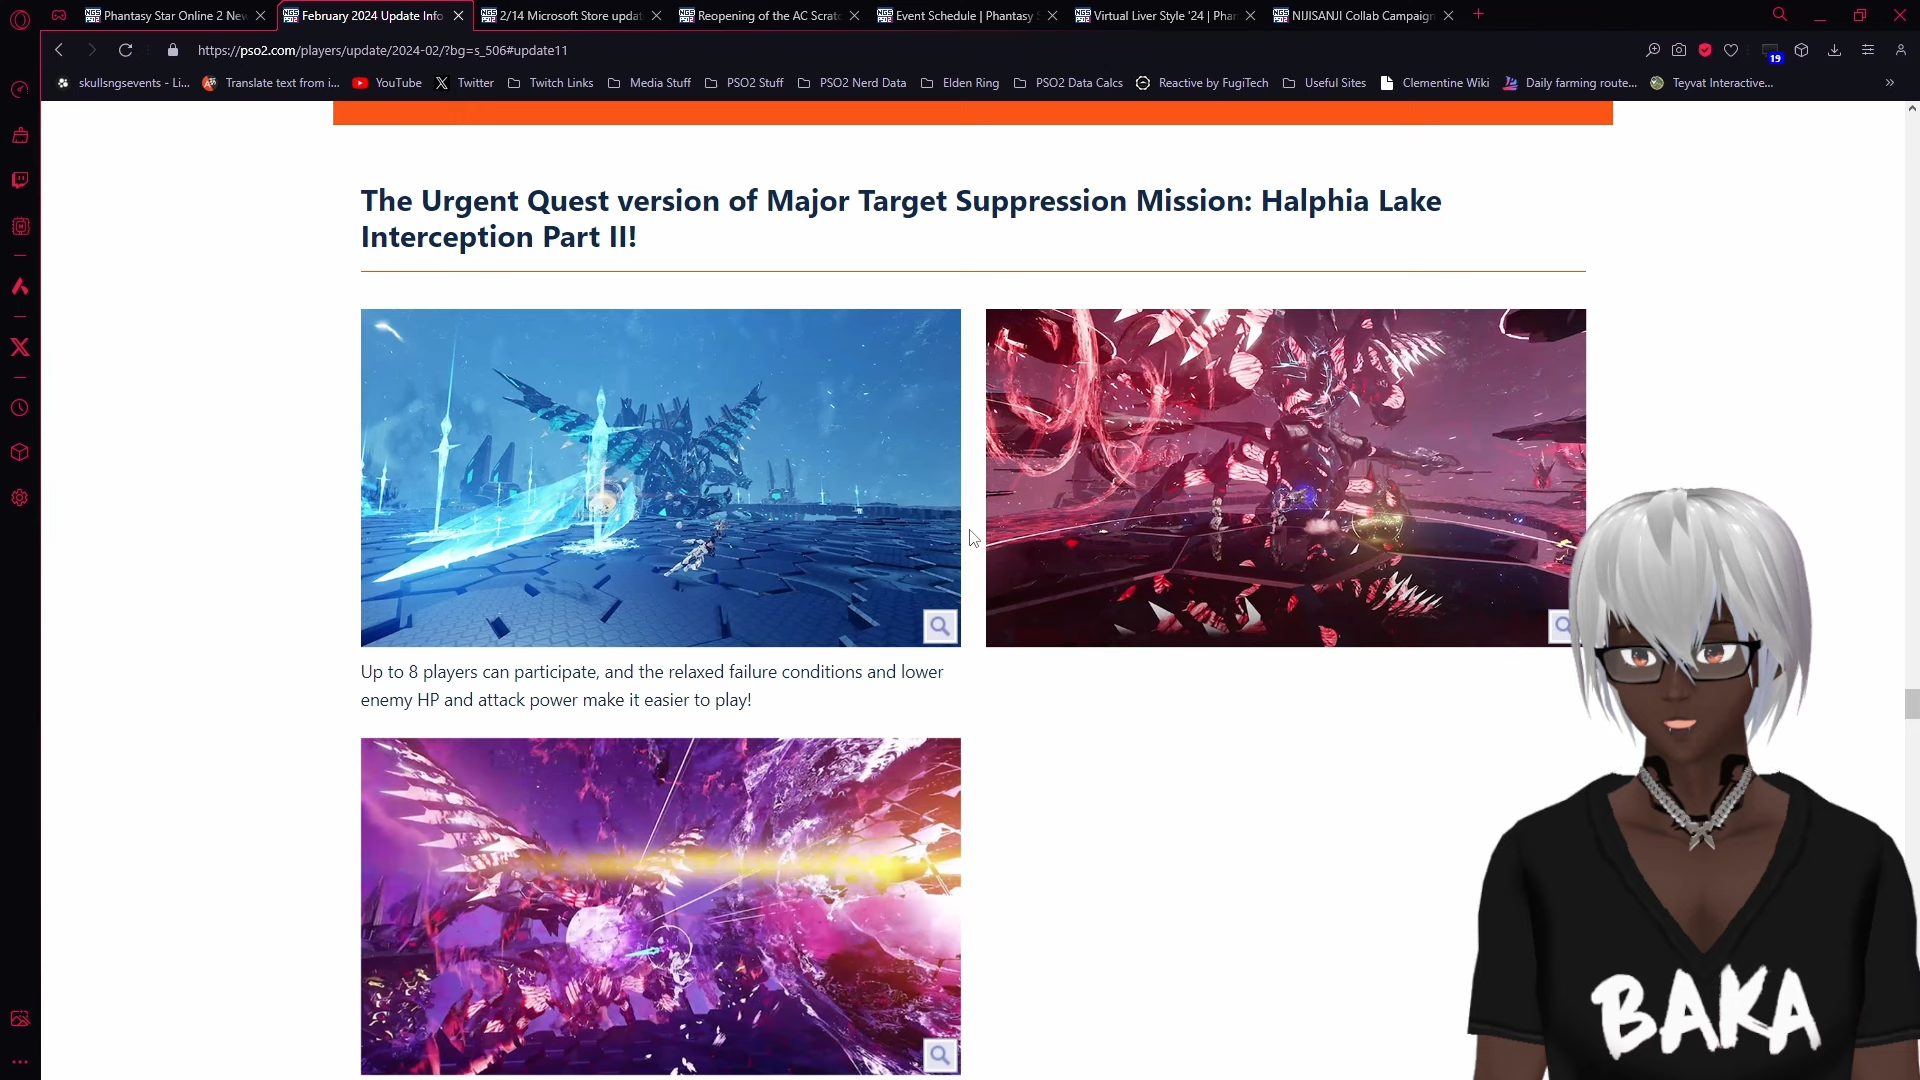 Phantasy Star Online 2 New
February 2024 Update Info
2/14 Microsoft Store updat
Reopening of the AC Scratc
Event Schedule | Phantasy S
Virtual Liver Style '24 | Phan
NIJISANJI Collab Campaign
https://pso2.com/players/update/2024-02/?bg=s_506#update11
19
skullsngsevents - Li...
Translate text from i...
YouTube
Twitter
Twitch Links
Media Stuff
PSO2 Stuff
PSO2 Nerd Data
Elden Ring
PSO2 Data Calcs
Reactive by FugiTech
Useful Sites
Clementine Wiki
Daily farming route...
Teyvat Interactive...
The Urgent Quest version of Major Target Suppression Mission: Halphia Lake
Interception Part II!
Up to 8 players can participate, and the relaxed failure conditions and lower
enemy HP and attack power make it easier to play!
BAKA